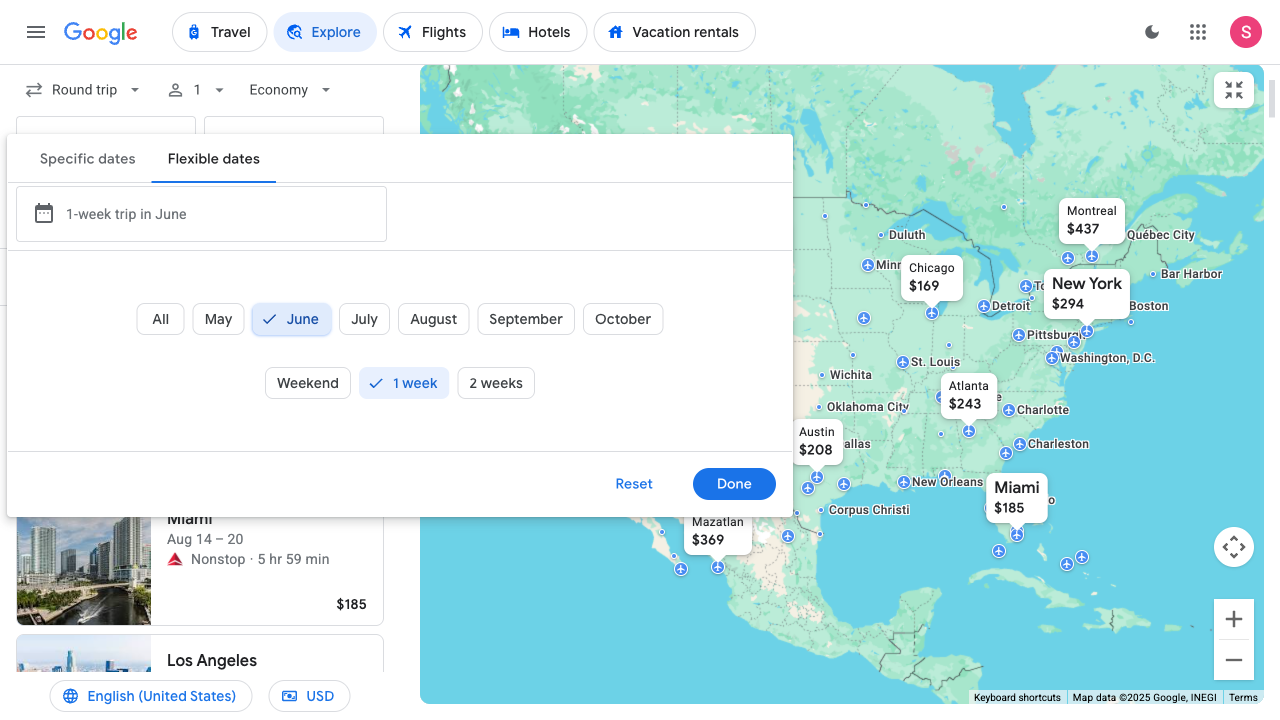 Google
Travel
Explore
Flights
Hotels
Vacation rentals
S
Round trip
1
Economy
Specific dates
Flexible dates
1-week trip in June
All
May
June
July
August
September
October
Weekend
1 week
2 weeks
Reset
Done
Miami
Aug 14 – 20
Nonstop · 5 hr 59 min
$185
Los Angeles
English (United States)
USD
Montreal
$437
Québec City
Duluth
Chicago
$169
Bar Harbor
New York
$294
Detroit
Boston
Pittsburgh
Washington, D.C.
St. Louis
Wichita
Atlanta
$243
Oklahoma City
Charlotte
Austin
$208
Charleston
New Orleans
Miami
$185
Corpus Christi
Mazatlan
$369
Keyboard shortcuts
Map data ©2025 Google, INEGI
Terms